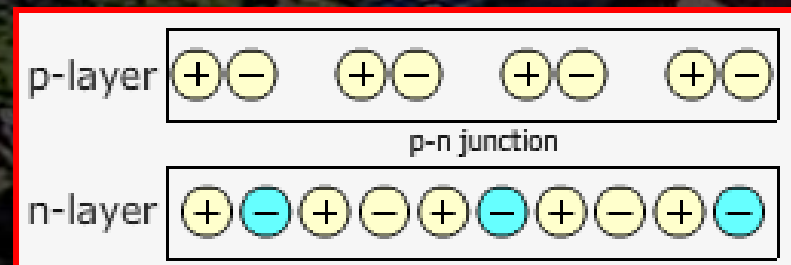 p-layer + − + − + − + −
p-n junction
n-layer + − + − + − + − + −